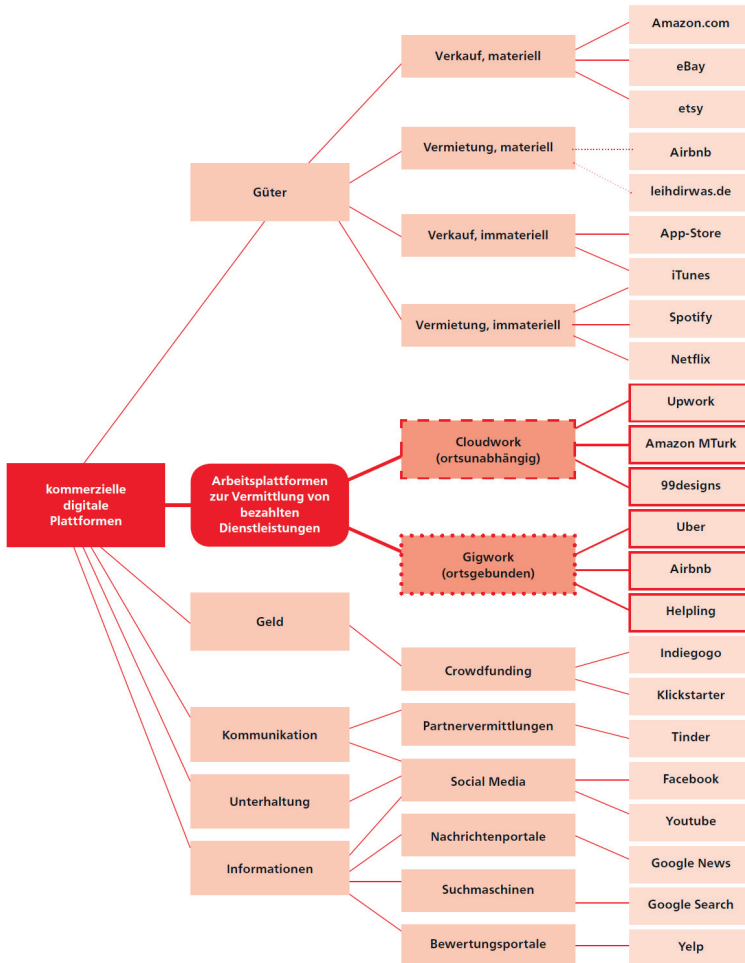 Amazon.com
Verkauf, materiell
eBay
etsy
Vermietung, materiell
Airbnb
Güter
leihdirwas.de
Verkauf, immateriell
App-Store
iTunes
Vermietung, immateriell
Spotify
Netflix
Upwork
Cloudwork
(ortsunabhängig)
Amazon MTurk
99designs
kommerzielle
digitale
Plattformen
Arbeitsplattformen
zur Vermittlung von
bezahlten
Dienstleistungen
Uber
Gigwork
(ortsgebunden)
Airbnb
Helpling
Geld
Indiegogo
Crowdfunding
Klickstarter
Kommunikation
Partnervermittlungen
Tinder
Unterhaltung
Social Media
Facebook
Youtube
Informationen
Nachrichtenportale
Google News
Suchmaschinen
Google Search
Bewertungsportale
Yelp